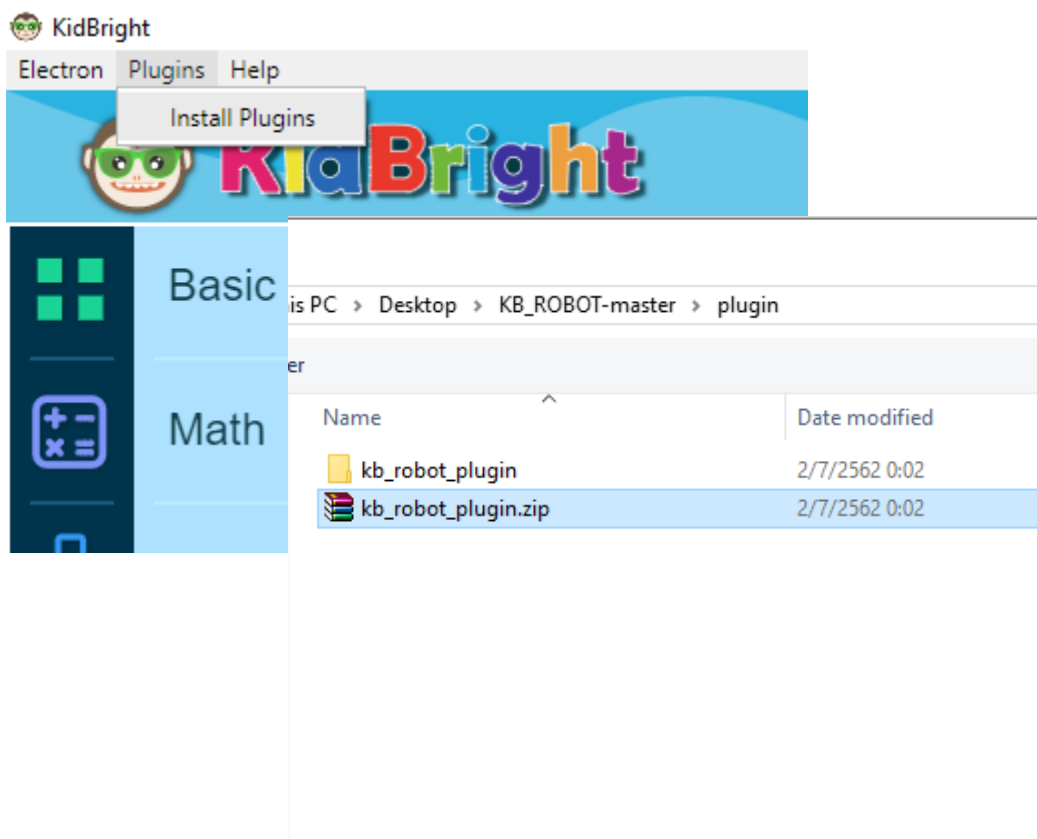 KidBright
Electron Plugins Help
Install Plugins
KidBright
Basic
is PC > Desktop > KB_ROBOT-master > plugin
er
Math
Name Date modified
kb_robot_plugin 2/7/2562 0:02
kb_robot_plugin.zip 2/7/2562 0:02